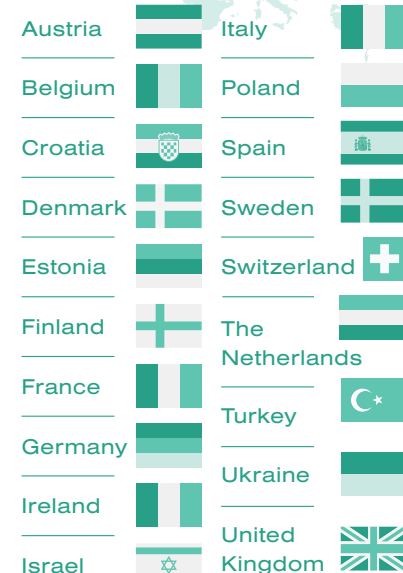 Austria
Belgium
Croatia
Denmark
Estonia
Finland
France
Germany
Ireland
Israel
Italy
Poland
Spain
Sweden
Switzerland
The
Netherlands
Turkey
Ukraine
United
Kingdom